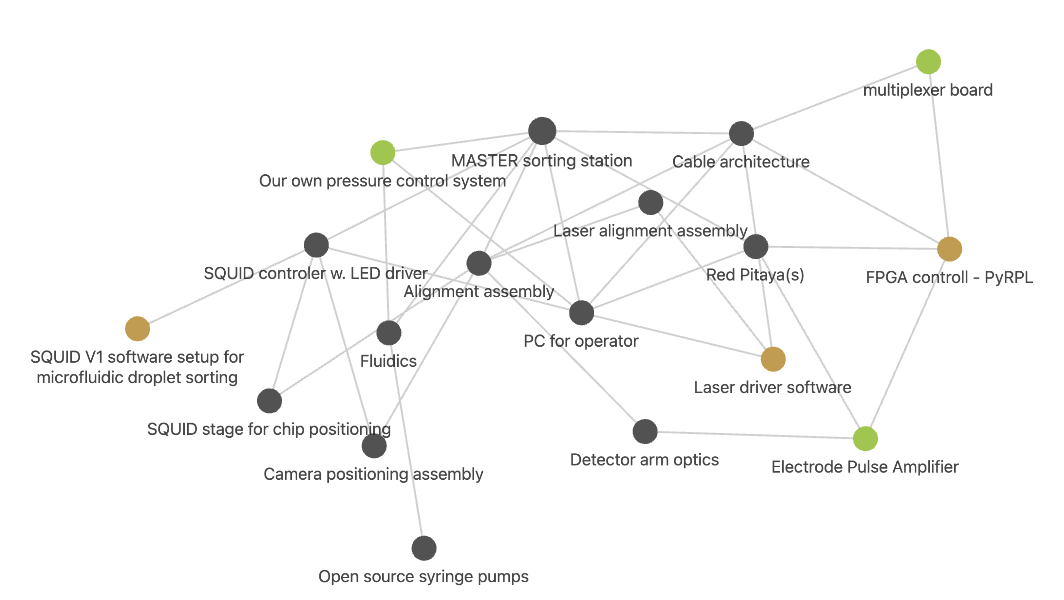 multiplexer board
MASTER sorting station
Cable architecture
Our own pressure control system
Laser alignment assembly
SQUID controler w. LED driver
Red Pitaya(s)
FPGA controll - PyRPL
Alignment assembly
PC for operator
SQUID V1 software setup for
microfluidic droplet sorting
Fluidics
Laser driver software
SQUID stage for chip positioning
Detector arm optics
Electrode Pulse Amplifier
Camera positioning assembly
Open source syringe pumps